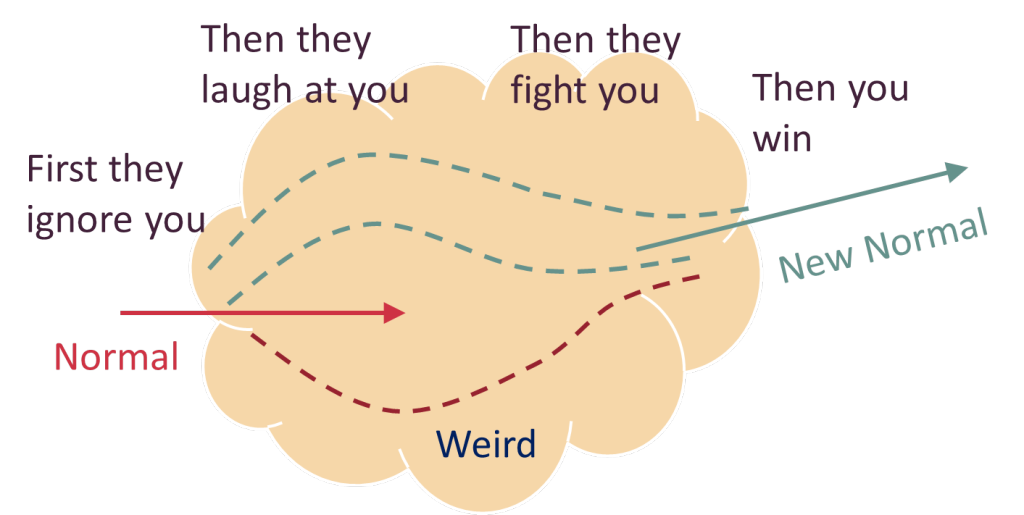 Then they
laugh at you
Then they
fight you
Then you
win
First they
ignore you
New Normal
Normal
Weird